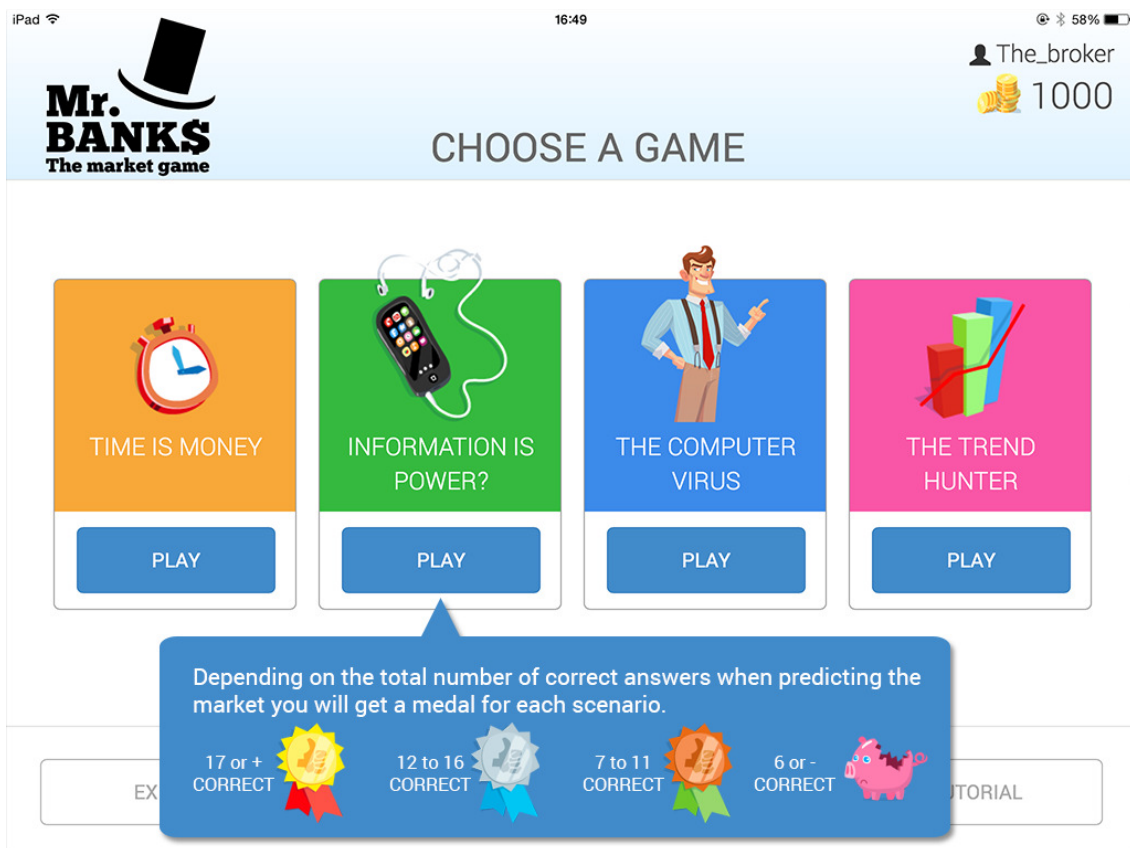 iPad 16:49 58%
Mr.
BANK$
The market game
The_broker
1000
CHOOSE A GAME
TIME IS MONEY
INFORMATION IS
POWER?
THE COMPUTER
VIRUS
THE TREND
HUNTER
PLAY PLAY PLAY PLAY
Depending on the total number of correct answers when predicting the
market you will get a medal for each scenario.
17 or +
CORRECT
12 to 16
CORRECT
7 to 11
CORRECT
6 or -
CORRECT